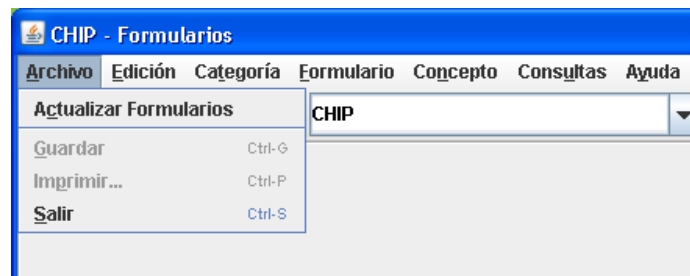 CHIP - Formularios
Archivo Edición Categoría Formulario Concepto Consultas Ayuda
Actualizar Formularios
CHIP
Guardar Ctrl-G
Imprimir... Ctrl-P
Salir Ctrl-S